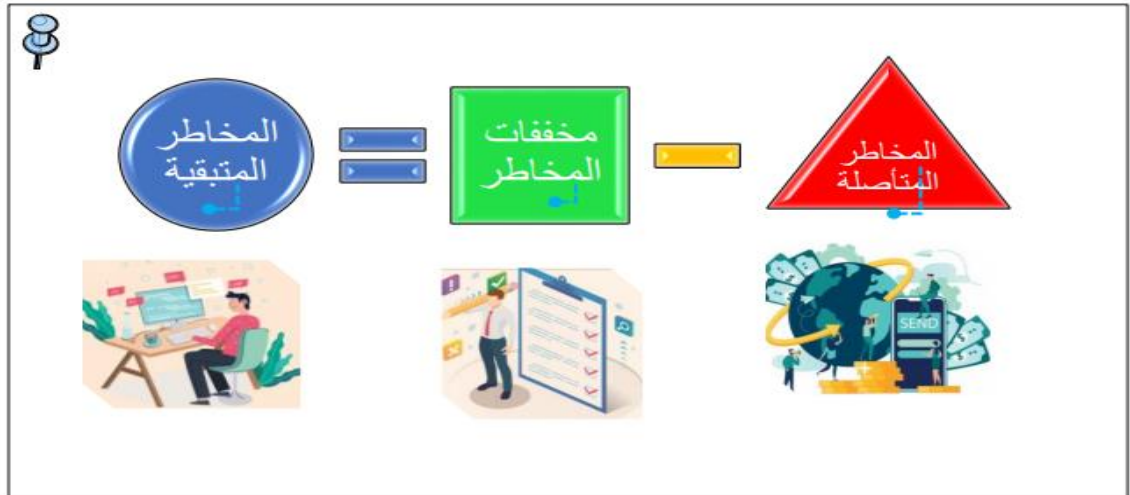 المخاطر
المتأصلة
مخففات
المخاطر
المخاطر
المتبقية
SEND